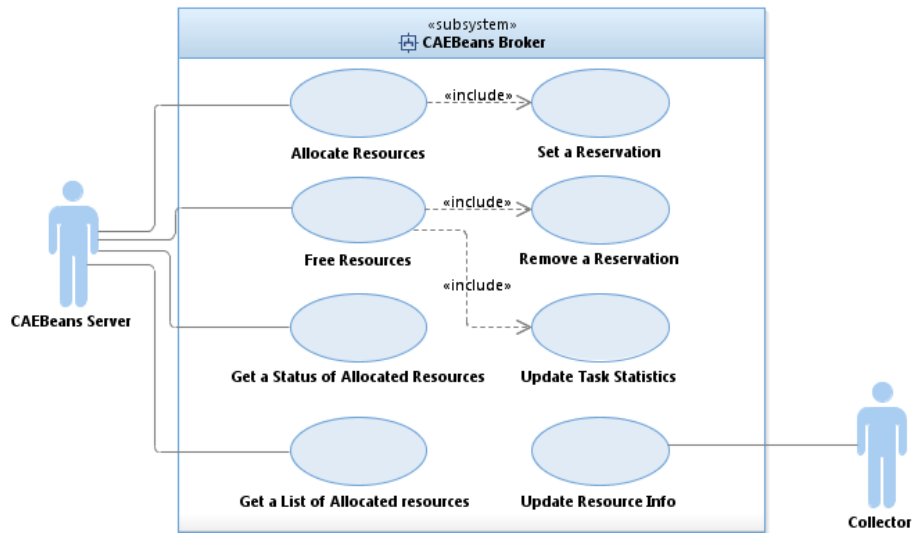 «subsystem»
CAEBeans Broker
«include»
Allocate Resources
Set a Reservation
«include»
Free Resources
Remove a Reservation
«include»
CAEBeans Server
Get a Status of Allocated Resources
Update Task Statistics
Get a List of Allocated resources
Update Resource Info
Collector